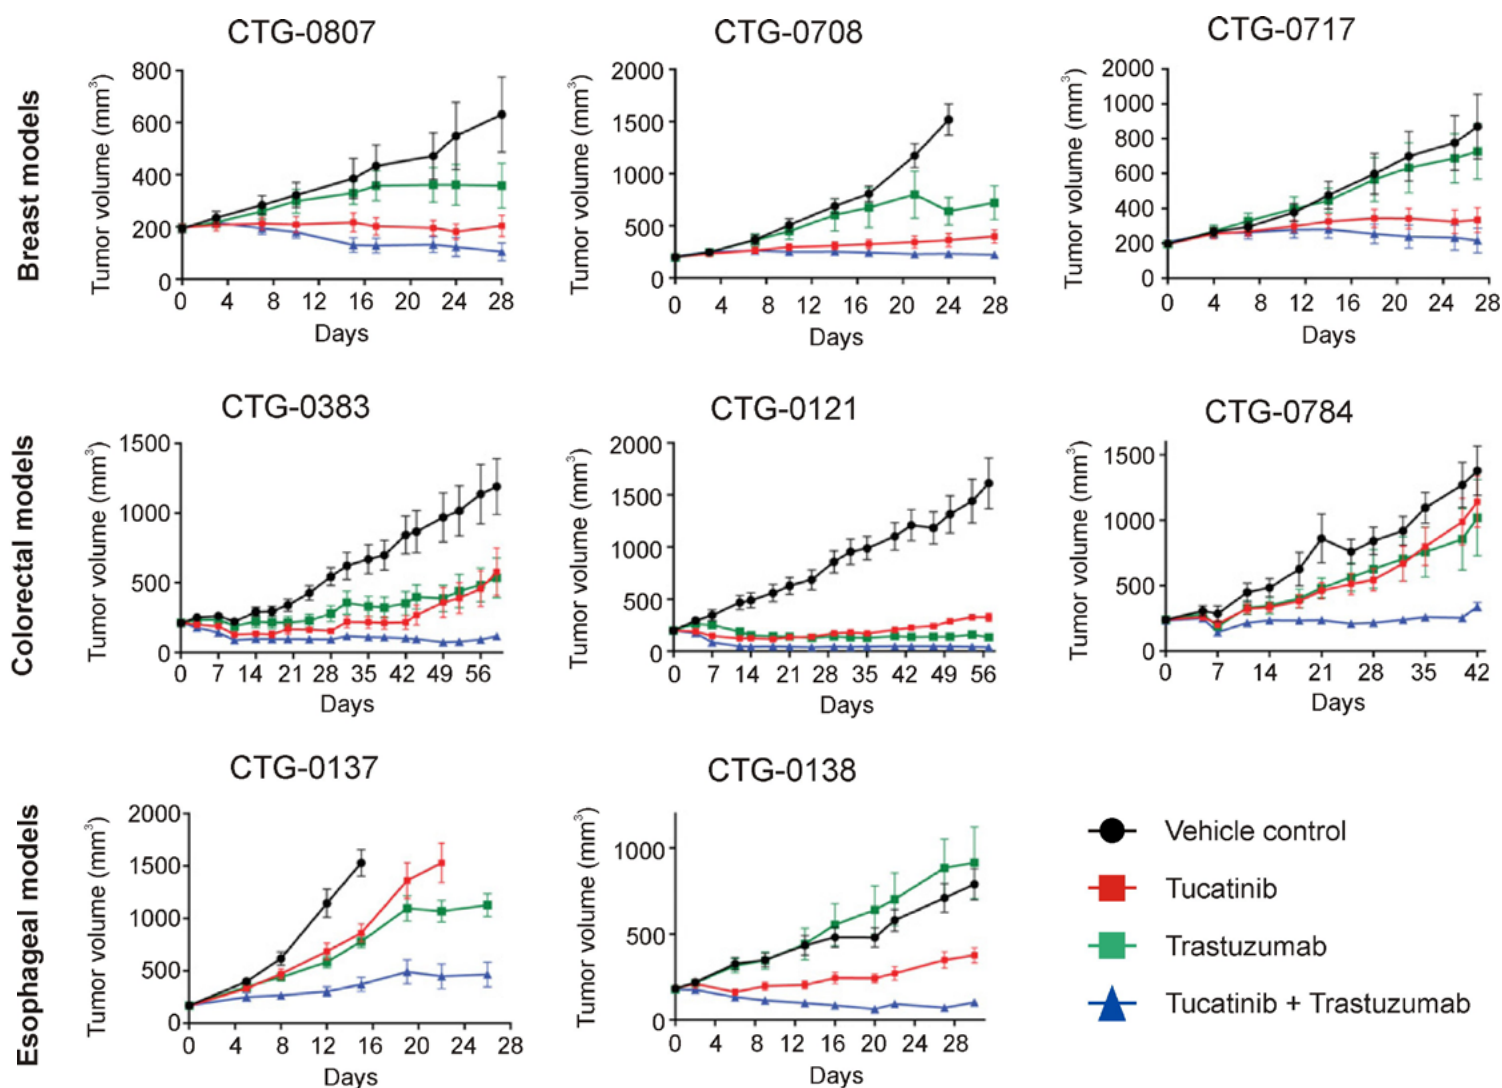 CTG-0807
CTG-0708
CTG-0717
Breast models
Tumor volume (mm³)
800
600
400
200
0
0 4 8 12 16 20 24 28
Days
Tumor volume (mm³)
2000
1500
1000
500
0
0 4 8 12 16 20 24 28
Days
Tumor volume (mm³)
2000
1000
800
600
400
200
0
0 4 8 12 16 20 24 28
Days
CTG-0383
CTG-0121
CTG-0784
Colorectal models
Tumor volume (mm³)
1500
1000
500
0
0 7 14 21 28 35 42 49 56
Days
Tumor volume (mm³)
2000
1500
1000
500
0
0 7 14 21 28 35 42 49 56
Days
Tumor volume (mm³)
1500
1000
500
0
0 7 14 21 28 35 42
Days
CTG-0137
CTG-0138
Esophageal models
Tumor volume (mm³)
2000
1500
1000
500
0
0 4 8 12 16 20 24 28
Days
Tumor volume (mm³)
1000
500
0
0 4 8 12 16 20 24 28
Days
Vehicle control
Tucatinib
Trastuzumab
Tucatinib + Trastuzumab